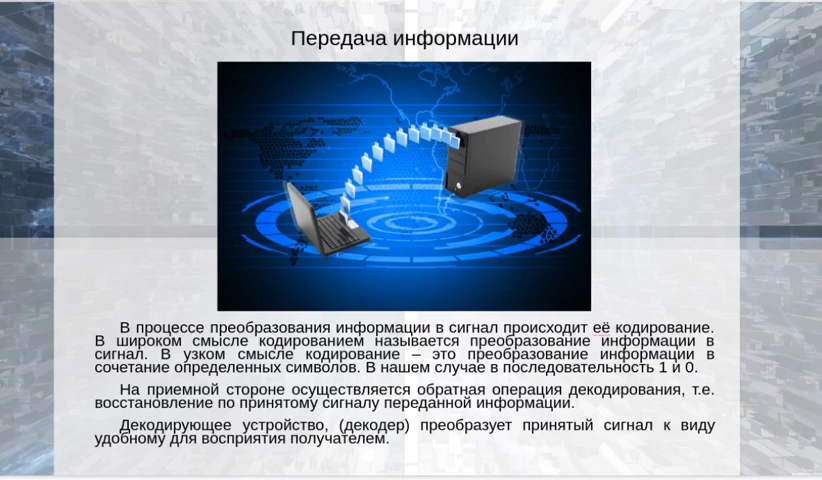 Передача информации
В процессе преобразования информации в сигнал происходит её кодирование.
В широком смысле кодированием называется преобразование информации в
сигнал. В узком смысле кодирование – это преобразование информации в
сочетание определенных символов. В нашем случае в последовательность 1 и 0.
На приемной стороне осуществляется обратная операция декодирования, т.е.
восстановление по принятому сигналу переданной информации.
Декодирующее устройство, (декодер) преобразует принятый сигнал к виду
удобному для восприятия получателем.